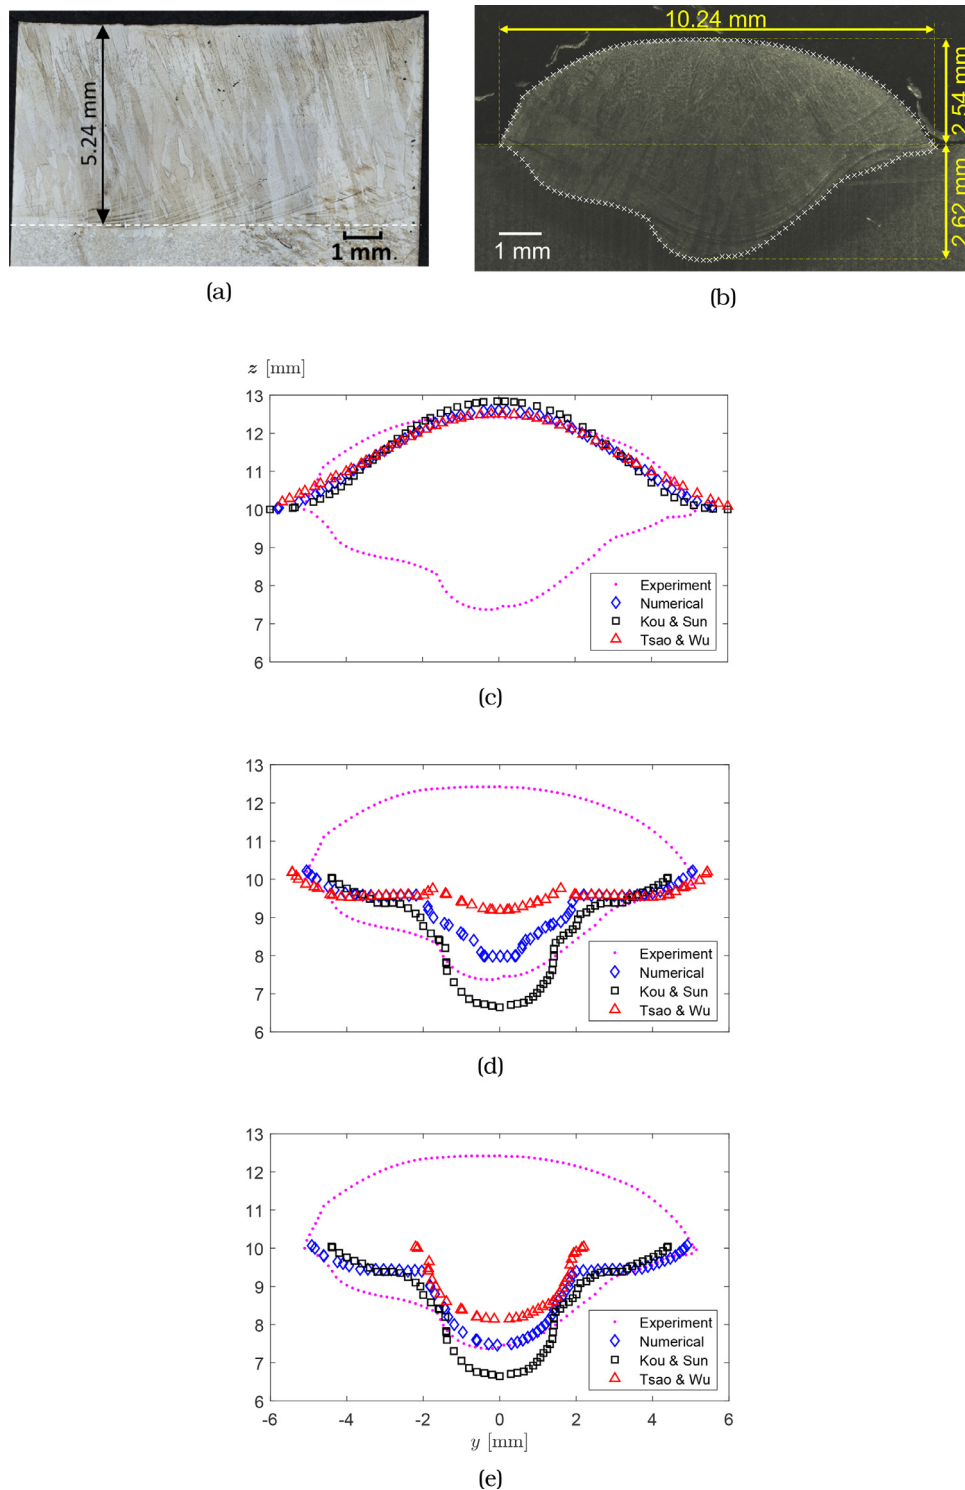 5.24 mm
1 mm
(a)
10.24 mm
2.54 mm
2.62 mm
1 mm
(b)
z [mm]
13
12
11
10
9
8
7
6
Experiment
Numerical
Kou & Sun
Tsao & Wu
(c)
13
12
11
10
9
8
7
6
Experiment
Numerical
Kou & Sun
Tsao & Wu
(d)
13
12
11
10
9
8
7
6
Experiment
Numerical
Kou & Sun
Tsao & Wu
-6 -4 -2 0 2 4 6
y [mm]
(e)